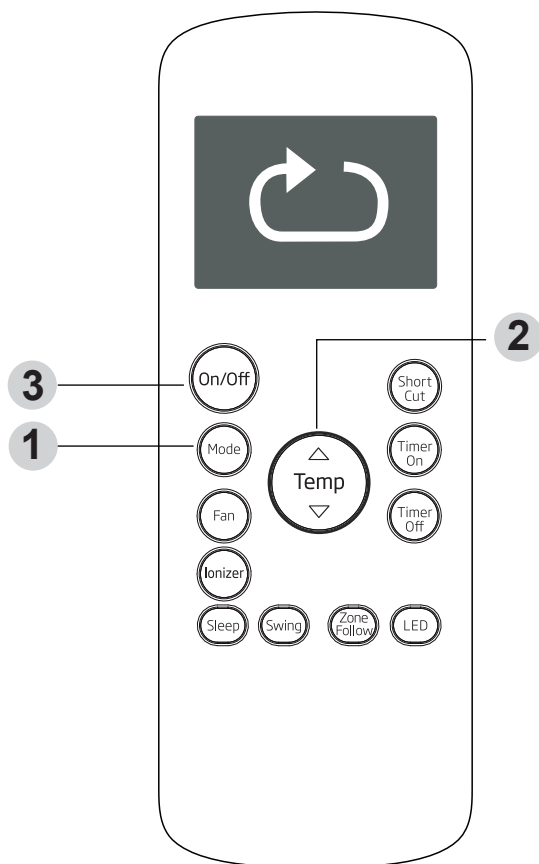 2
3
On/Off
Short
Cut
1
Mode
Temp
Timer
On
Fan
Timer
Off
Ionizer
Sleep
Swing
Zone
Follow
LED